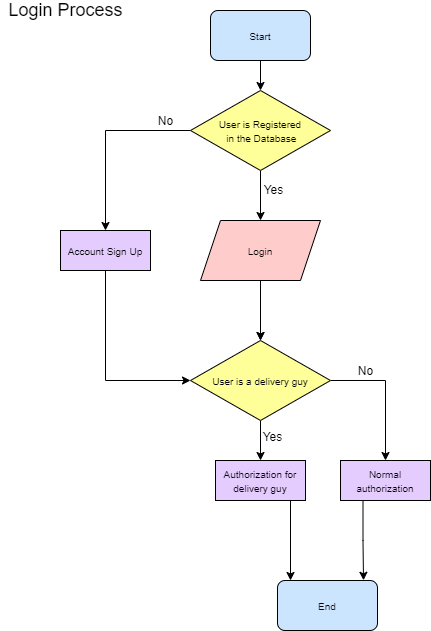 Login Process
Start
User is Registered
in the Database
No
Yes
Account Sign Up
Login
User is a delivery guy
No
Yes
Authorization for
delivery guy
Normal
authorization
End